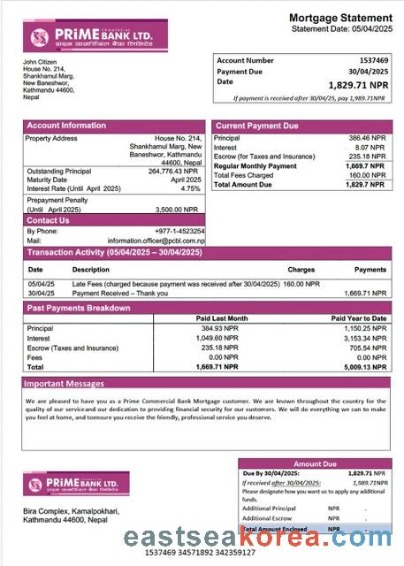 Mortgage Statement
Statement Date: 05/04/2025
PRIME BANK LTD.
प्राइम कमर्सियल बैंक लिमिटेड
John Citizen
House No. 214,
Shankhamul Marg,
New Baneshwor,
Kathmandu 44600,
Nepal
Account Number 1537469
Payment Due 30/04/2025
Date 1,829.71 NPR
If payment is received after 30/04/25, pay 1,989.71NPR
Account Information
Property Address House No. 214,
Shankhamul Marg, New
Baneshwor, Kathmandu
44600, Nepal
Outstanding Principal 264,776.43 NPR
Maturity Date April 2025
Interest Rate (Until April 2025) 4.75%
Prepayment Penalty
(Until April 2025) 3,500.00 NPR
Current Payment Due
Principal 386.46 NPR
Interest 8.07 NPR
Escrow (for Taxes and Insurance) 235.18 NPR
Regular Monthly Payment 1,669.7 NPR
Total Fees Charged 160.00 NPR
Total Amount Due 1,829.7 NPR
Contact Us
By Phone: +977-1-4523254
Mail: information.officer@pcbl.com.np
Transaction Activity (05/04/2025 – 30/04/2025)
Date Description Charges Payments
05/04/25 Late Fees (charged because payment was received after 30/04/2025) 160.00 NPR
30/04/25 Payment Received – Thank you 1,669.71 NPR
Past Payments Breakdown
Paid Last Month Paid Year to Date
Principal 384.93 NPR 1,150.25 NPR
Interest 1,049.60 NPR 3,153.34 NPR
Escrow (Taxes and Insurance) 235.18 NPR 705.54 NPR
Fees 0.00 NPR 0.00 NPR
Total 1,669.71 NPR 5,009.13 NPR
Important Messages
We are pleased to have you as a Prime Commercial Bank Mortgage customer. We are known throughout the country for the
quality of our service and our dedication to providing financial security for our customers. We will do everything we can to make
you feel at home, and toensure you receive the friendly, professional service you deserve.
PRIME BANK LTD.
प्राइम कमर्सियल बैंक लिमिटेड
Bira Complex, Kamalpokhari,
Kathmandu 44600, Nepal
Amount Due
Due By 30/04/2025: 1,829.71 NPR
If received after 30/04/2025: 1,989.71NPR
Please designate how you want us to apply any additional
funds.
Additional Principal NPR .
Additional Escrow NPR .
Total Amount Enclosed NPR .
eastseakorea.com
1537469 34571892 342359127